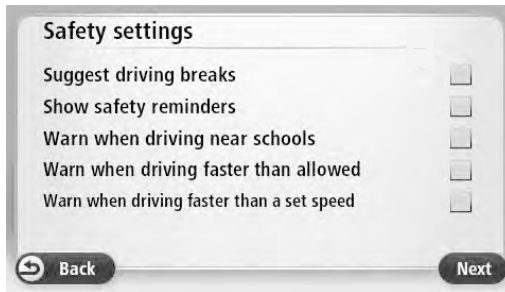 Safety settings
Suggest driving breaks
Show safety reminders
Warn when driving near schools
Warn when driving faster than allowed
Warn when driving faster than a set speed
Back
Next